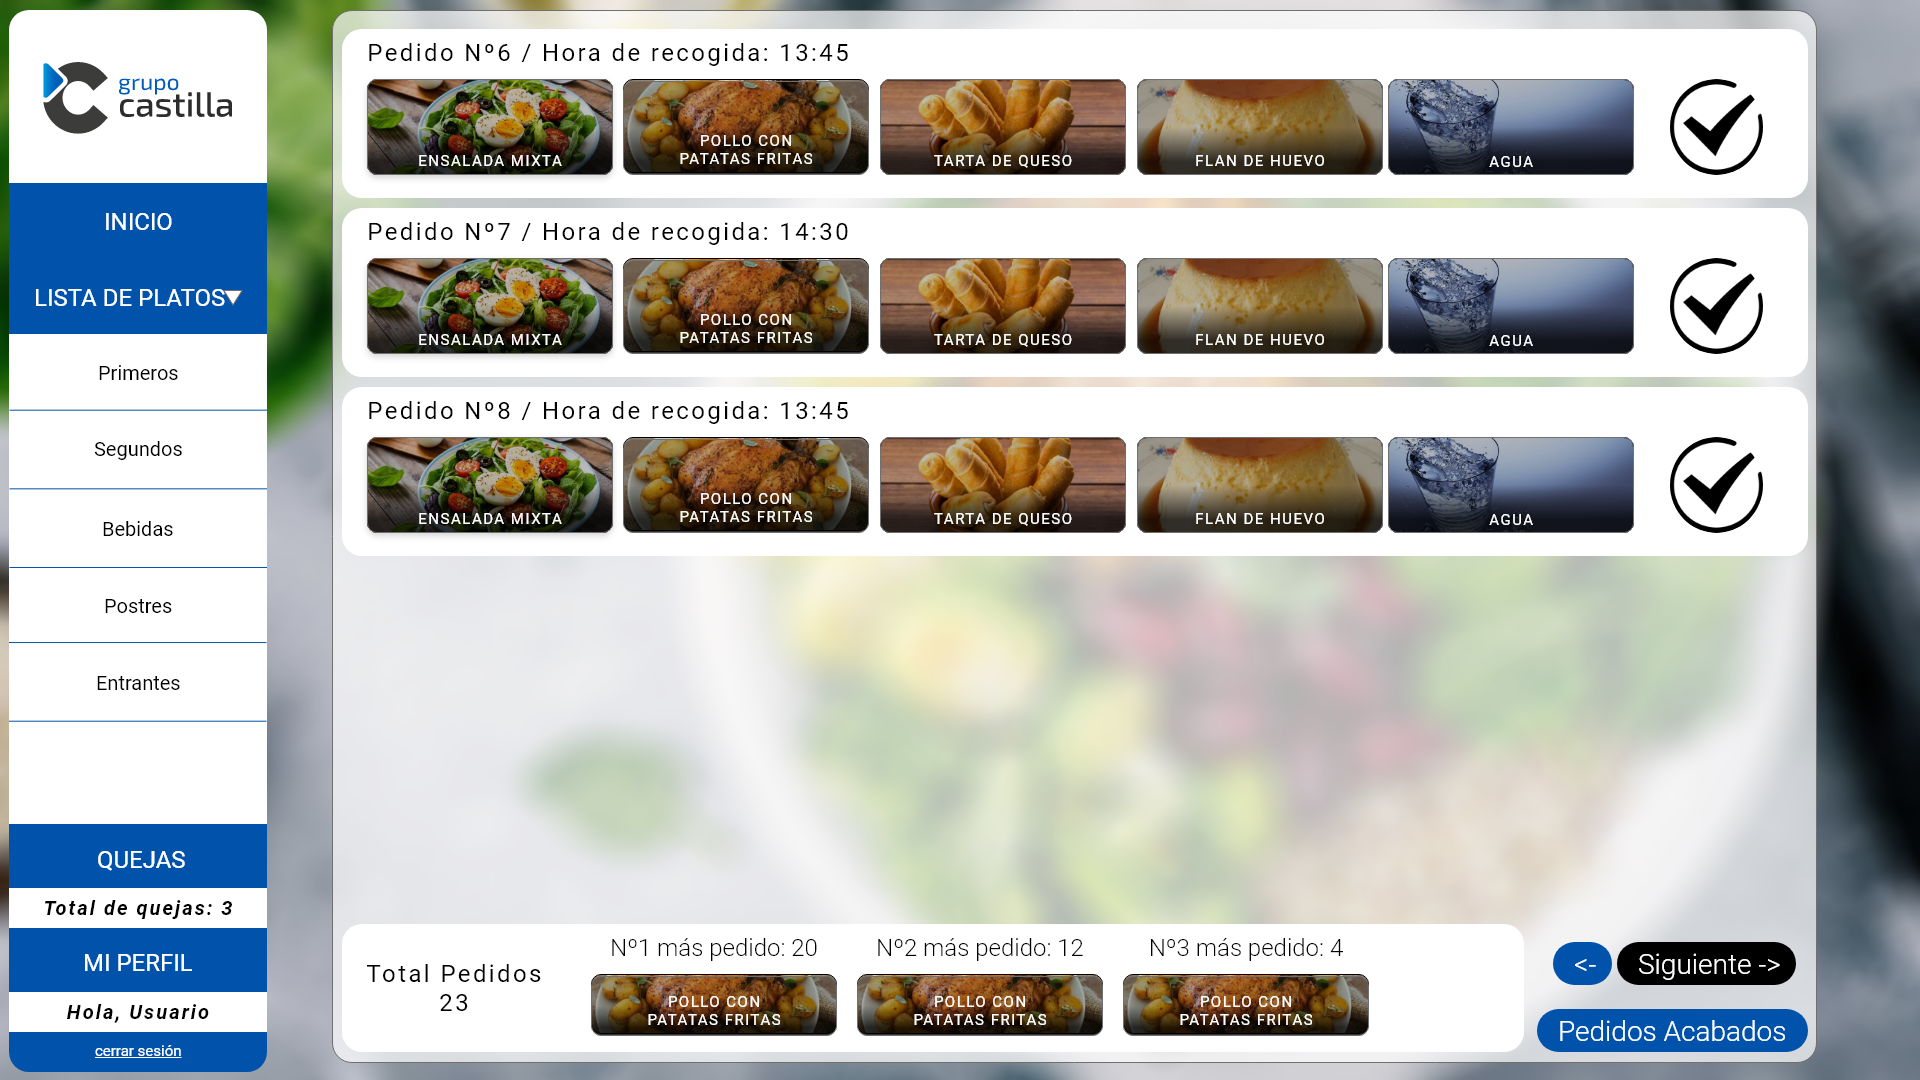 grupo
castilla
INICIO
LISTA DE PLATOS
Primeros
Segundos
Bebidas
Postres
Entrantes
QUEJAS
Total de quejas: 3
MI PERFIL
Hola, Usuario
cerrar sesión
Pedido Nº6 / Hora de recogida: 13:45
ENSALADA MIXTA
POLLO CON
PATATAS FRITAS
TARTA DE QUESO
FLAN DE HUEVO
AGUA
Pedido Nº7 / Hora de recogida: 14:30
ENSALADA MIXTA
POLLO CON
PATATAS FRITAS
TARTA DE QUESO
FLAN DE HUEVO
AGUA
Pedido Nº8 / Hora de recogida: 13:45
ENSALADA MIXTA
POLLO CON
PATATAS FRITAS
TARTA DE QUESO
FLAN DE HUEVO
AGUA
Total Pedidos
23
Nº1 más pedido: 20
POLLO CON
PATATAS FRITAS
Nº2 más pedido: 12
POLLO CON
PATATAS FRITAS
Nº3 más pedido: 4
POLLO CON
PATATAS FRITAS
<-
Siguiente ->
Pedidos Acabados